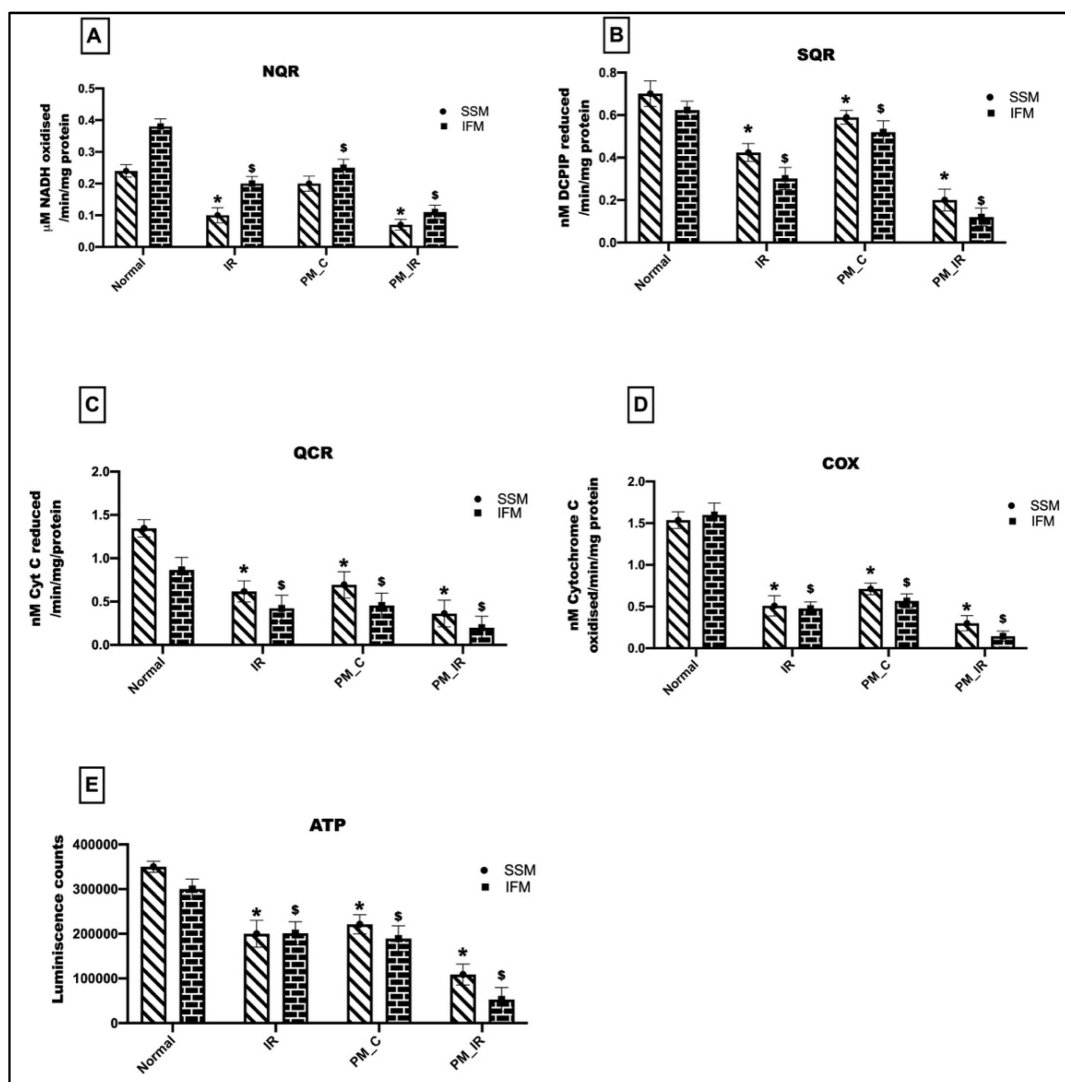 A
NQR
μM NADH oxidised
/min/mg protein
0.5
0.4
0.3
0.2
0.1
0.0
* $ $ * $
SSM
IFM
Normal
IR
PM_C
PM_IR
B
SQR
nM DCPIP reduced
/min/mg protein
0.8
0.6
0.4
0.2
0.0
* $ * $ * $
SSM
IFM
Normal
IR
PM_C
PM_IR
C
QCR
nM Cyt C reduced
/min/mg/protein
2.0
1.5
1.0
0.5
0.0
* $ * $ * $
SSM
IFM
Normal
IR
PM_C
PM_IR
D
COX
nM Cytochrome C
oxidised/min/mg protein
2.0
1.5
1.0
0.5
0.0
* $ * $ * $
SSM
IFM
Normal
IR
PM_C
PM_IR
E
ATP
Luminiscence counts
400000
300000
200000
100000
0
* $ * $ * $
SSM
IFM
Normal
IR
PM_C
PM_IR